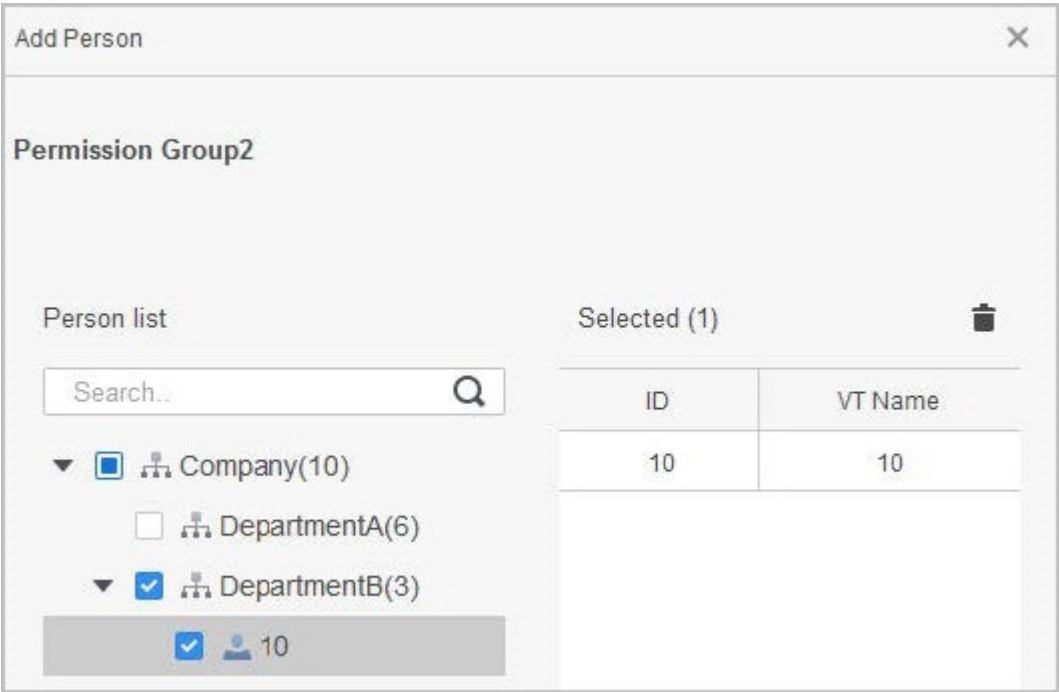 Add Person
Permission Group2
Person list
Selected (1)
Search..
ID
VT Name
10
10
Company(10)
DepartmentA(6)
DepartmentB(3)
10